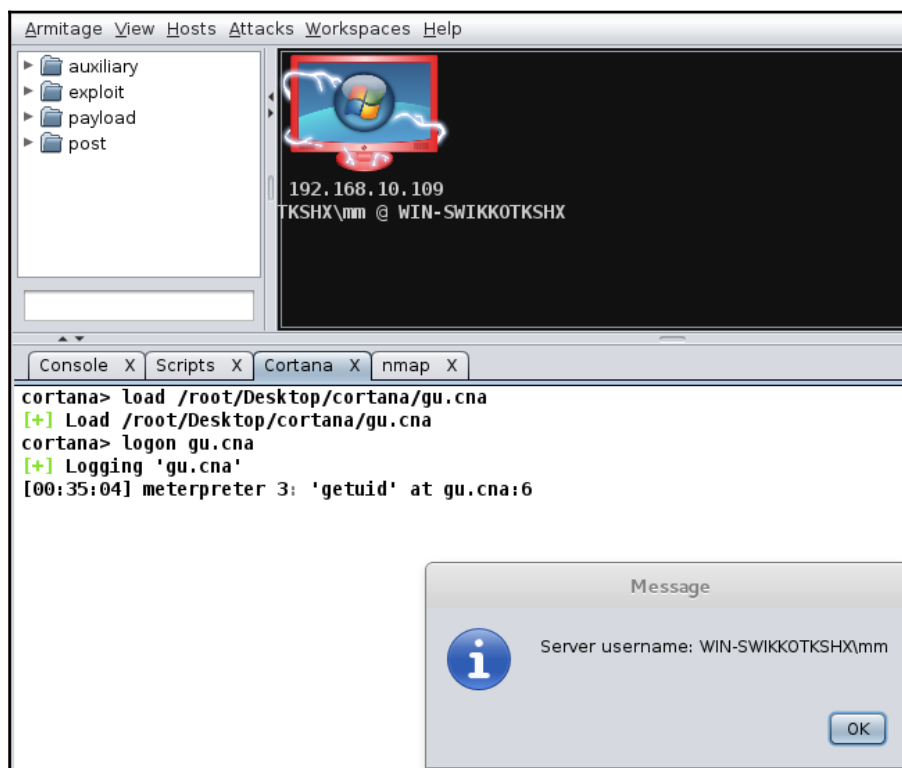 Armitage View Hosts Attacks Workspaces Help
auxiliary
exploit
payload
post
192.168.10.109
TKSHX\mm @ WIN-SWIKKOTKSHX
Console X Scripts X Cortana X nmap X
cortana> load /root/Desktop/cortana/gu.cna
[+] Load /root/Desktop/cortana/gu.cna
cortana> logon gu.cna
[+] Logging 'gu.cna'
[00:35:04] meterpreter 3: 'getuid' at gu.cna:6
Message
Server username: WIN-SWIKKOTKSHX\mm
OK